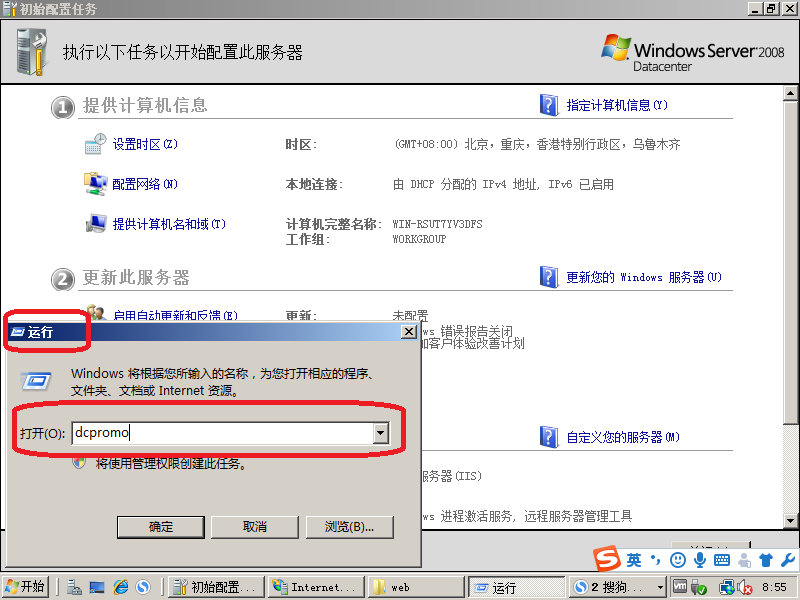 初始配置任务
执行以下任务以开始配置此服务器
Windows Server 2008
Datacenter
1 提供计算机信息
指定计算机信息(Y)
设置时区(Z)
时区:
(GMT+08:00) 北京，重庆，香港特别行政区，乌鲁木齐
配置网络(N)
本地连接:
由 DHCP 分配的 IPv4 地址, IPv6 已启用
提供计算机名和域(T)
计算机完整名称:
WIN-RSUT7YV3DFS
工作组:
WORKGROUP
2 更新此服务器
更新您的 Windows 服务器(U)
启用自动更新和反馈(E)
更新:
未配置
ws 错误报告关闭
加客户体验改善计划
运行
Windows 将根据您所输入的名称，为您打开相应的程序、
文件夹、文档或 Internet 资源。
打开(O):
dcpromo
将使用管理权限创建此任务。
自定义您的服务器(M)
服务器(IIS)
ws 进程激活服务, 远程服务器管理工具
确定
取消
浏览(B)...
英
开始
初始配置...
Internet...
web
运行
2 搜狗...
8:55